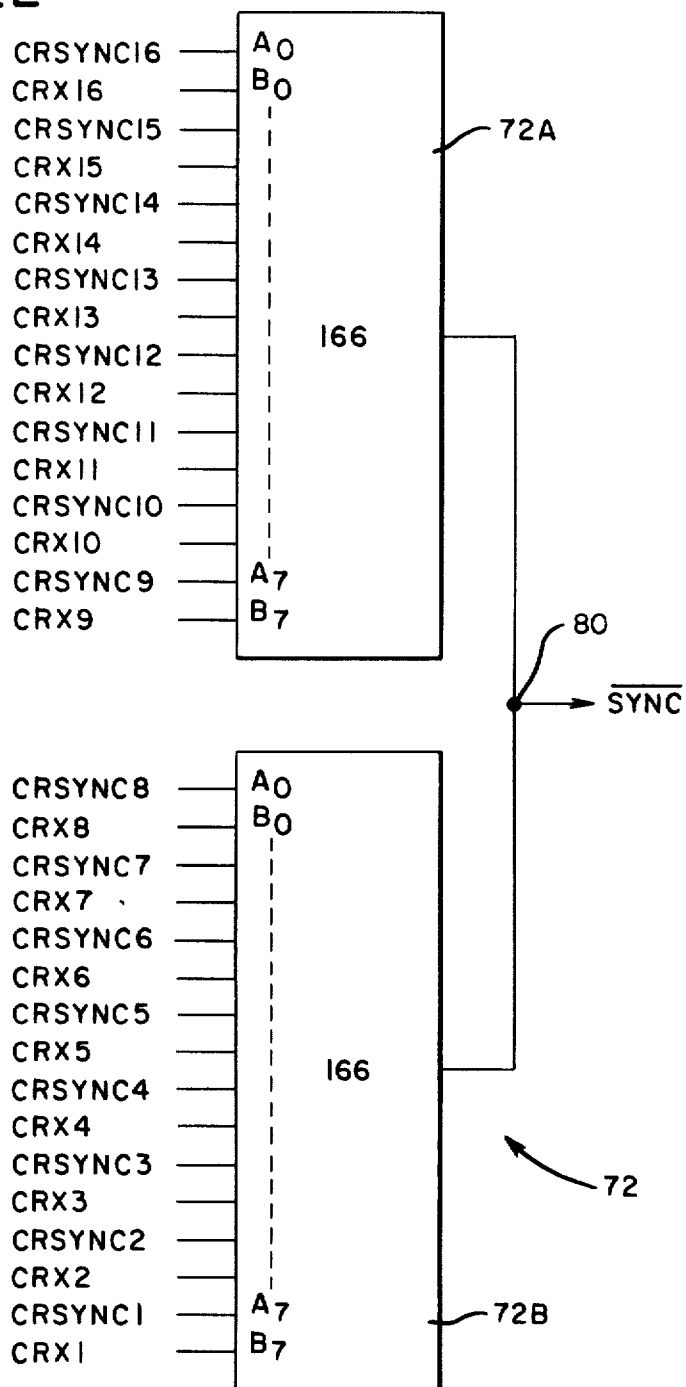 CRSYNC16 A0
CRX16 B0
CRSYNC15
72A
CRX15
CRSYNC14
CRX14
CRSYNC13
CRX13
166
CRSYNC12
CRX12
CRSYNC11
CRX11
CRSYNC10
CRX10
CRSYNC9 A7
CRX9 B7
80
SYNC
CRSYNC8 A0
CRX8 B0
CRSYNC7
CRX7
CRSYNC6
CRX6
CRSYNC5
CRX5
166
CRSYNC4
CRX4
CRSYNC3
72
CRX3
CRSYNC2
CRX2
CRSYNC1 A7
72B
CRX1 B7